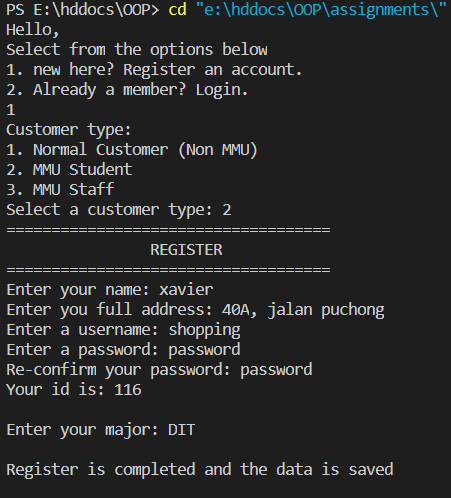 PS E:\hddocs\OOP> cd "e:\hddocs\OOP\assignments\"
Hello,
Select from the options below
1. new here? Register an account.
2. Already a member? Login.
1
Customer type:
1. Normal Customer (Non MMU)
2. MMU Student
3. MMU Staff
Select a customer type: 2
====================================
REGISTER
====================================
Enter your name: xavier
Enter you full address: 40A, jalan puchong
Enter a username: shopping
Enter a password: password
Re-confirm your password: password
Your id is: 116
Enter your major: DIT
Register is completed and the data is saved